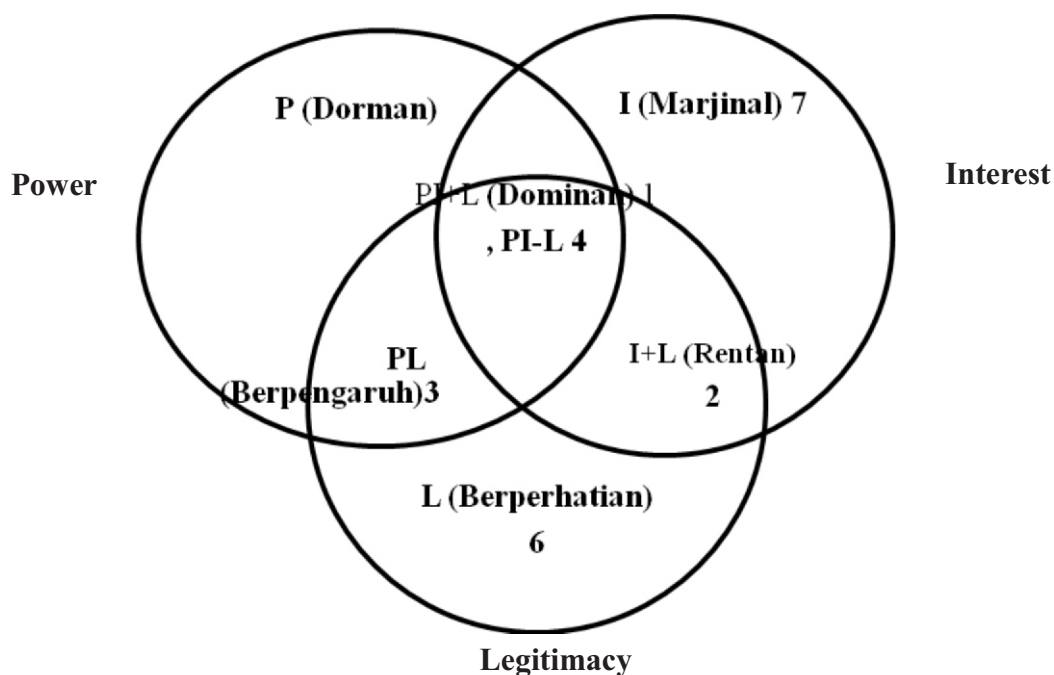 P (Dorman)
I (Marjinal) 7
Power
Interest
PI+L (Dominan) 1
, PI-L 4
PL
(Berpengaruh)3
I+L (Rentan)
2
L (Berperhatian)
6
Legitimacy